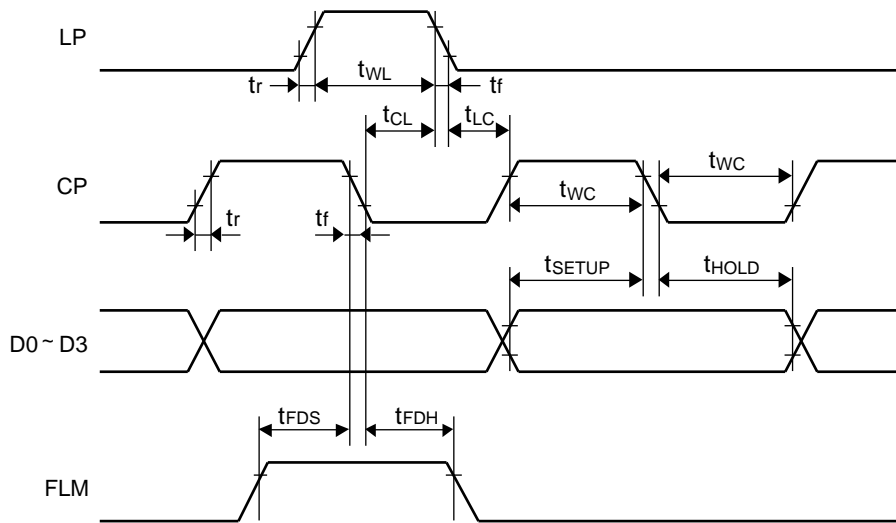 LP
tr
tWL
tf
tCL
tLC
CP
tr
tf
tWC
tWC
tSETUP
tHOLD
D0 ~ D3
tFDS
tFDH
FLM